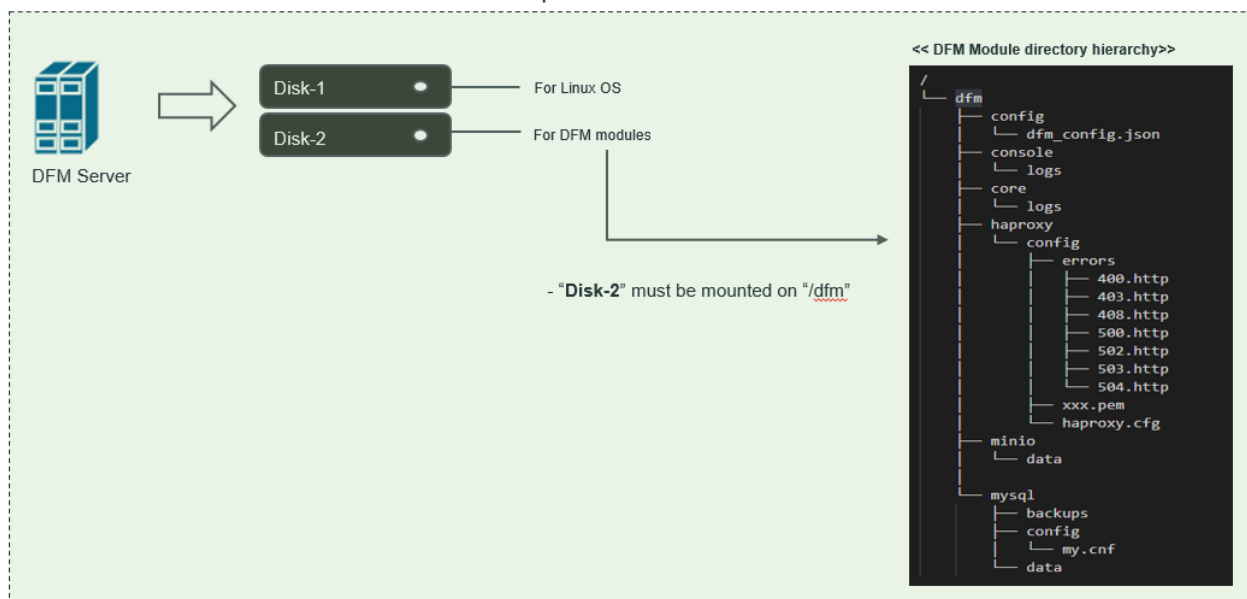 DFM Server
Disk-1
For Linux OS
Disk-2
For DFM modules
- “Disk-2” must be mounted on “/dfm”
<< DFM Module directory hierarchy>>
/
└── dfm
    ├── config
    │   └── dfm_config.json
    ├── console
    │   └── logs
    ├── core
    │   └── logs
    ├── haproxy
    │   └── config
    │       ├── errors
    │       │   ├── 400.http
    │       │   ├── 403.http
    │       │   ├── 408.http
    │       │   ├── 500.http
    │       │   ├── 502.http
    │       │   ├── 503.http
    │       │   └── 504.http
    │       ├── xxx.pem
    │       └── haproxy.cfg
    ├── minio
    │   └── data
    │
    └── mysql
        ├── backups
        ├── config
        │   └── my.cnf
        └── data